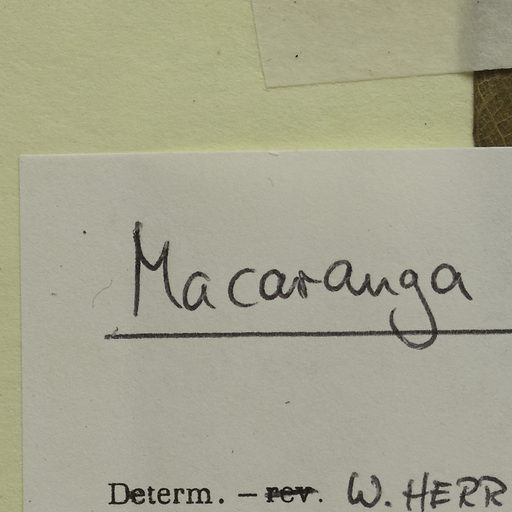 Macaranga
Determ. – rev. W. HERR